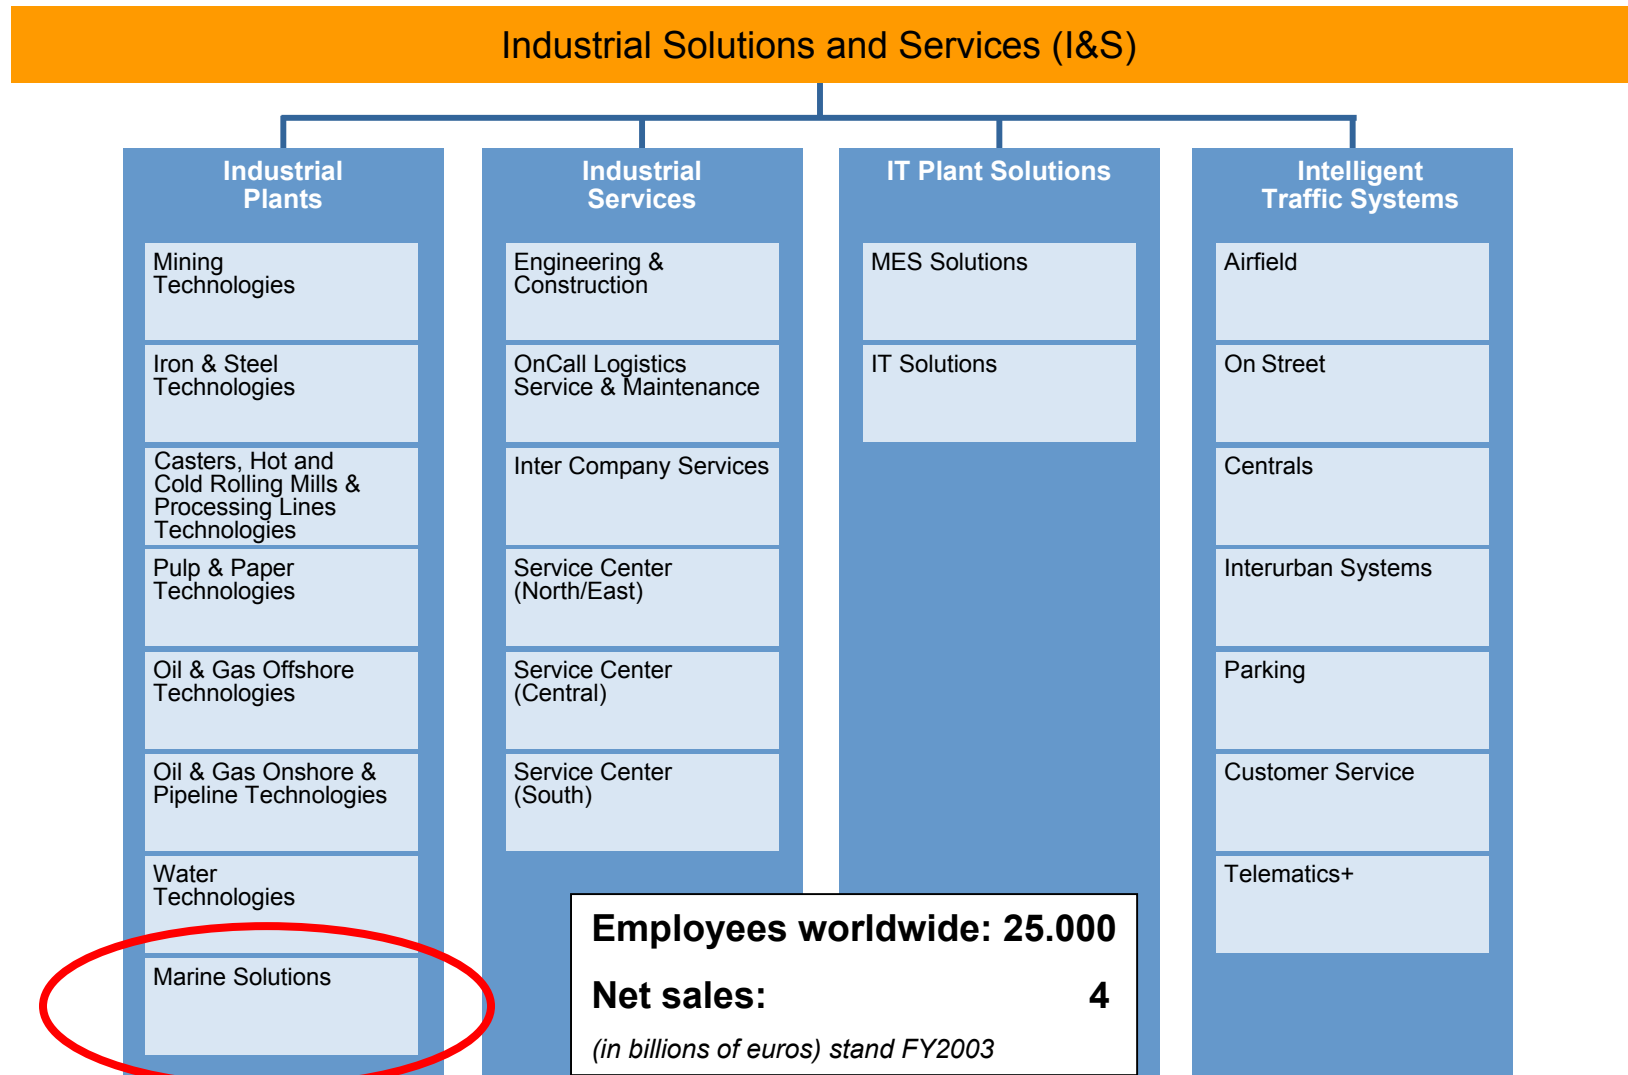 Industrial Solutions and Services (I&S)
Industrial
Plants
Mining
Technologies
Iron & Steel
Technologies
Casters, Hot and
Cold Rolling Mills &
Processing Lines
Technologies
Pulp & Paper
Technologies
Oil & Gas Offshore
Technologies
Oil & Gas Onshore &
Pipeline Technologies
Water
Technologies
Marine Solutions
Industrial
Services
Engineering &
Construction
OnCall Logistics
Service & Maintenance
Inter Company Services
Service Center
(North/East)
Service Center
(Central)
Service Center
(South)
IT Plant Solutions
MES Solutions
IT Solutions
Intelligent
Traffic Systems
Airfield
On Street
Centrals
Interurban Systems
Parking
Customer Service
Telematics+
Employees worldwide: 25.000
Net sales: 4
(in billions of euros) stand FY2003